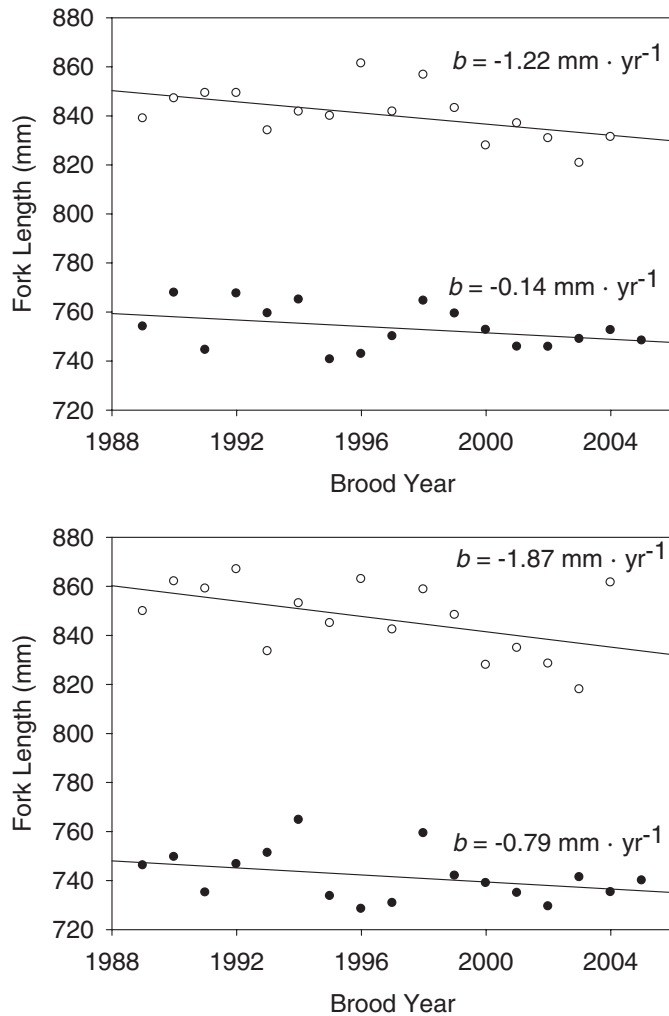 880
860
840
820
800
780
760
740
720
Fork Length (mm)
b = -1.22 mm · yr-1
b = -0.14 mm · yr-1
1988 1992 1996 2000 2004
Brood Year
880
860
840
820
800
780
760
740
720
Fork Length (mm)
b = -1.87 mm · yr-1
b = -0.79 mm · yr-1
1988 1992 1996 2000 2004
Brood Year